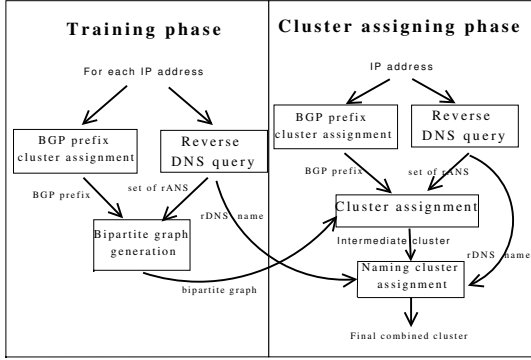 Training phase
For each IP address
BGP prefix
cluster assignment
Reverse
DNS query
BGP prefix
set of rANS
Bipartite graph
generation
rDNS name
bipartite graph
Cluster assigning phase
IP address
BGP prefix
cluster assignment
Reverse
DNS query
BGP prefix
set of rANS
Cluster assignment
Intermediate cluster
rDNS name
Naming cluster
assignment
Final combined cluster